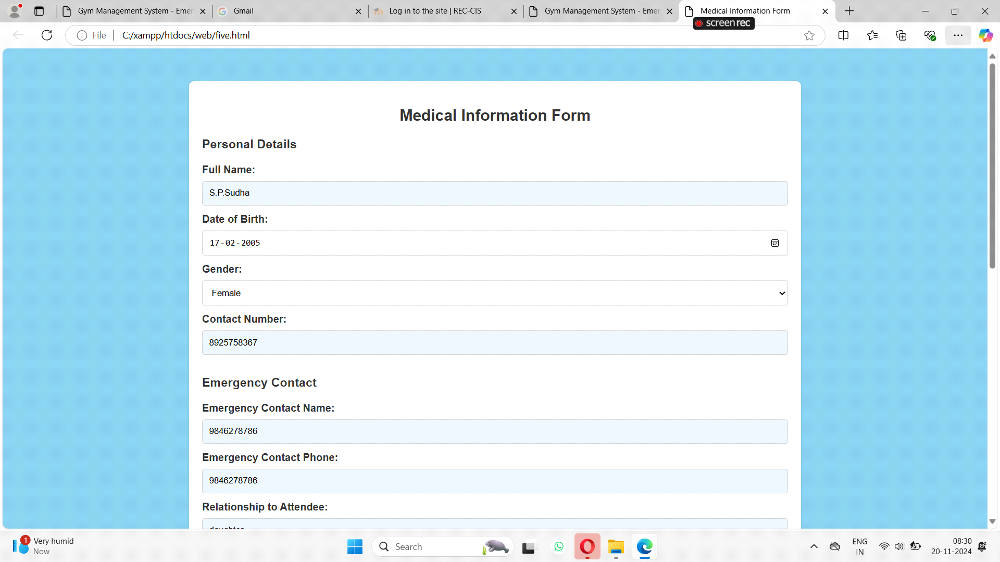 Gym Management System - Emer
Gmail
Log in to the site | REC-CIS
Gym Management System - Emer
Medical Information Form
screenrec
File
C:/xampp/htdocs/web/five.html
Medical Information Form
Personal Details
Full Name:
S.P.Sudha
Date of Birth:
17-02-2005
Gender:
Female
Contact Number:
8925758367
Emergency Contact
Emergency Contact Name:
9846278786
Emergency Contact Phone:
9846278786
Relationship to Attendee:
daughter
1
Very humid
Now
Search
ENG
IN
08:30
20-11-2024